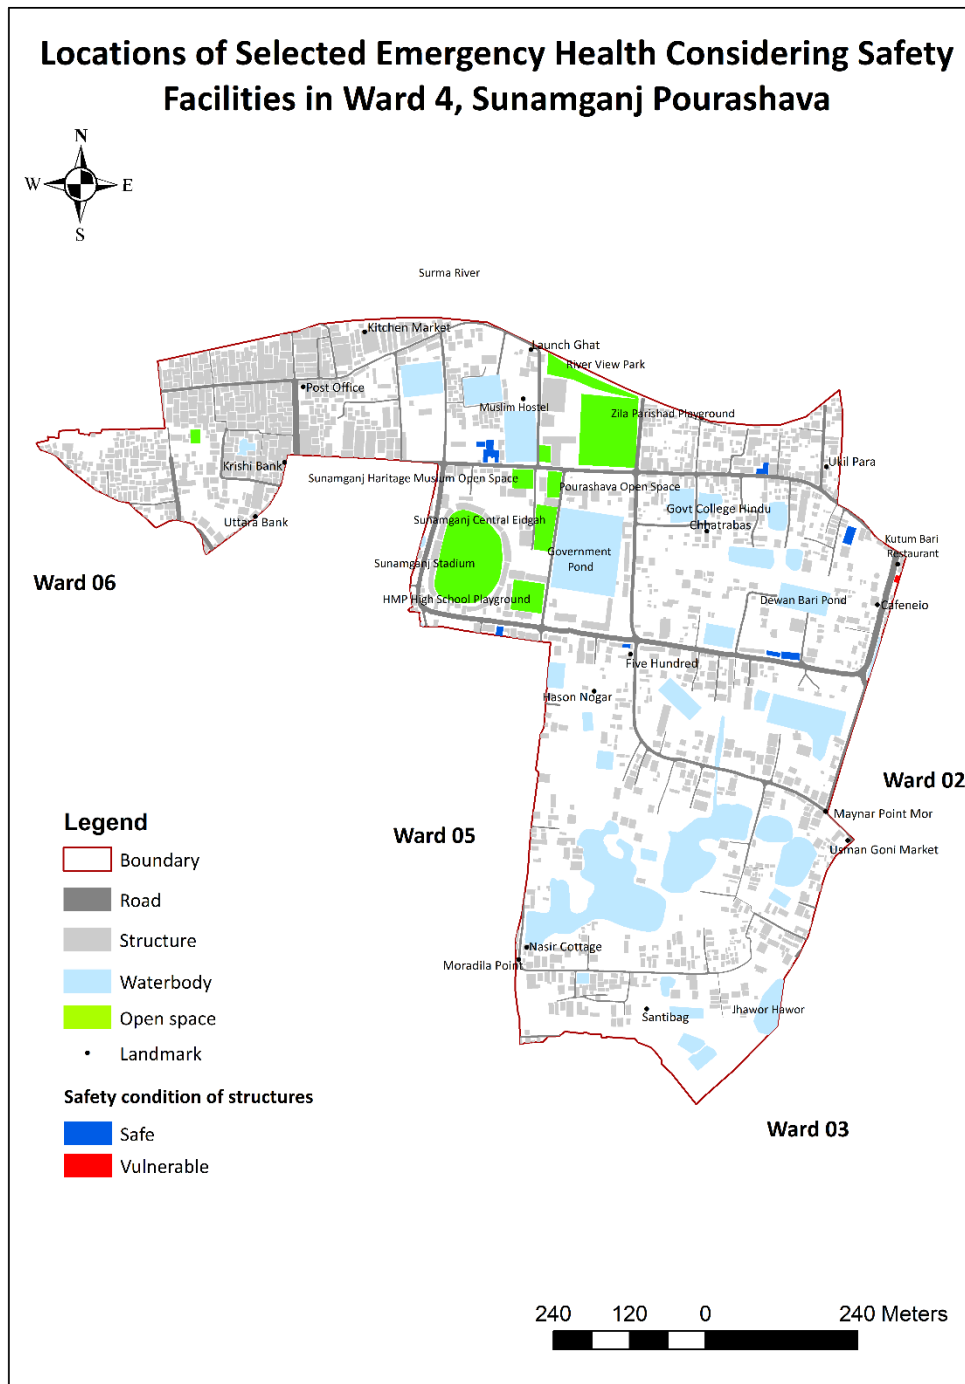 Locations of Selected Emergency Health Considering Safety
Facilities in Ward 4, Sunamganj Pourashava
N
W
E
S
Surma River
Kitchen Market
Launch Ghat
River View Park
Post Office
Muslim Hostel
Zila Parishad Playground
Krishi Bank
Ukil Para
Sunamganj Haritage Musium Open Space
Pourashava Open Space
Uttara Bank
Sunamganj Central Eidgah
Govt College Hindu
Chhatrabas
Kutum Bari
Restaurant
Government
Pond
Sunamganj Stadium
Ward 06
HMP High School Playground
Dewan Bari Pond
Cafeneio
Five Hundred
Hason Nogar
Ward 02
Maynar Point Mor
Ward 05
Usman Goni Market
Nasir Cottage
Moradila Point
Santibag
Jhawor Hawor
Ward 03
Legend
Boundary
Road
Structure
Waterbody
Open space
Landmark
Safety condition of structures
Safe
Vulnerable
240 120 0 240 Meters